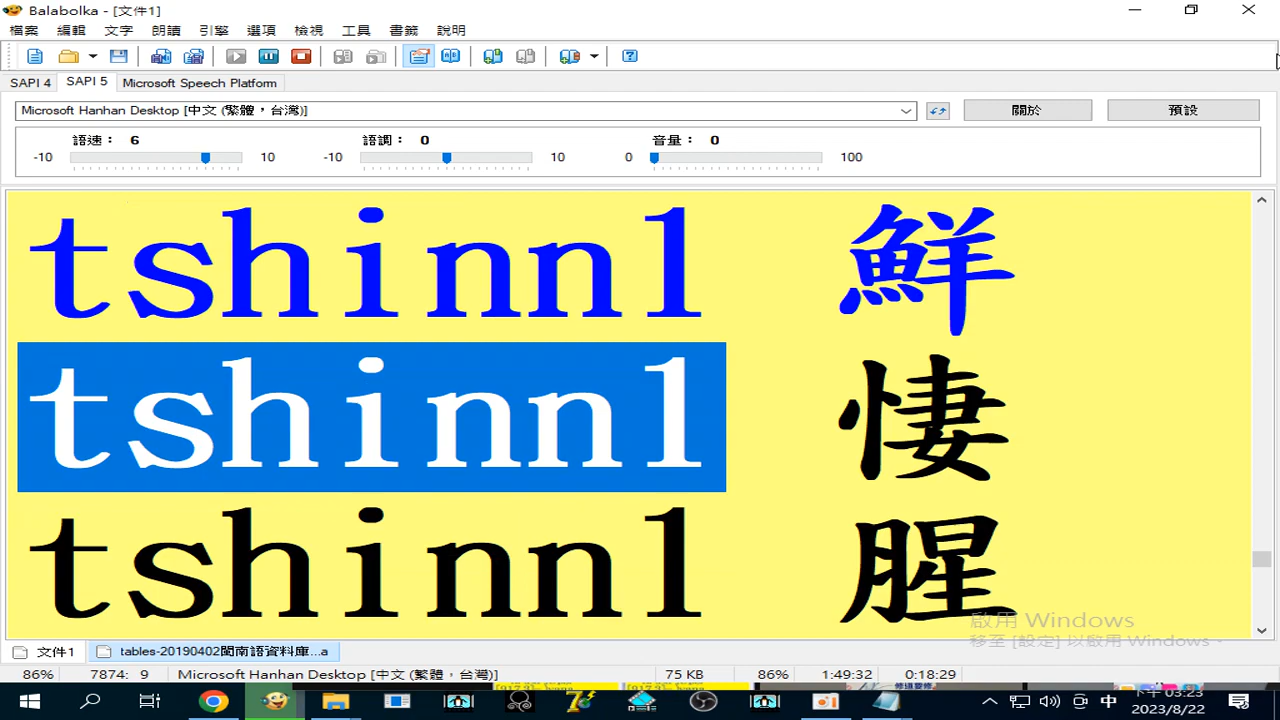 Balabolka - [文件1]
檔案 編輯 文字 朗讀 引擎 選項 檢視 工具 書籤 說明
SAPI 4 SAPI 5 Microsoft Speech Platform
Microsoft Hanhan Desktop [中文 (繁體，台灣)] 關於 預設
語速： 6 語調： 0 音量： 0
-10 10 -10 10 0 100
tshinn1 鮮
tshinn1 悽
tshinn1 腥
啟用 Windows
移至 [設定] 以啟用 Windows。
文件1 tables-20190402閩南語資料庫...a
86% 7874: 9 Microsoft Hanhan Desktop [中文 (繁體，台灣)] 75 KB 86% 1:49:32 0:18:29
中 下午 03:23
2023/8/22